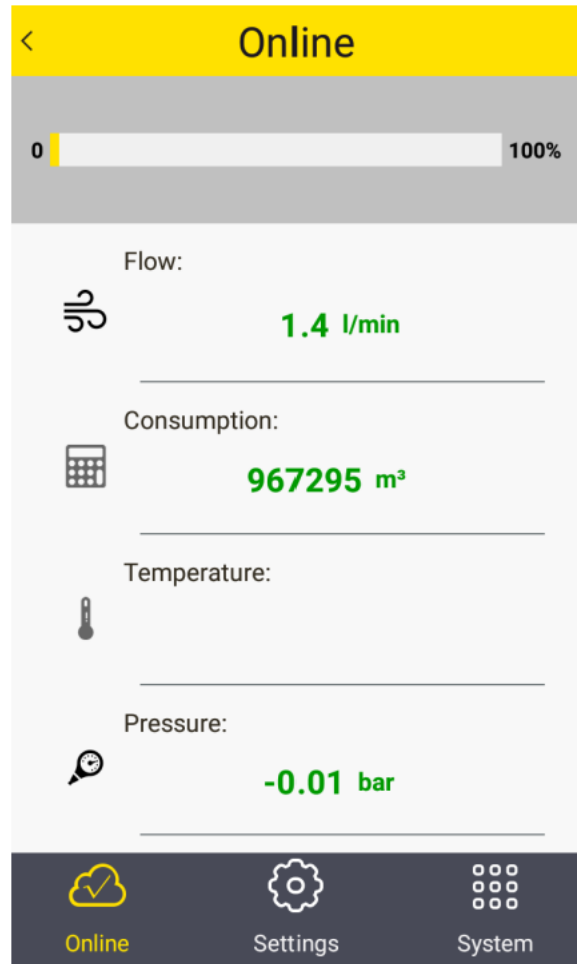 Online
0 100%
Flow:
1.4 l/min
Consumption:
967295 m³
Temperature:
Pressure:
-0.01 bar
Online Settings System